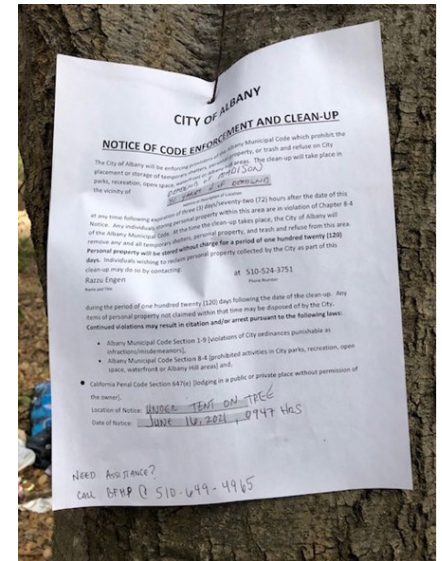 CITY OF ALBANY
NOTICE OF CODE ENFORCEMENT AND CLEAN-UP
The City of Albany will be enforcing provisions of the Albany Municipal Code which prohibit the
placement or storage of temporary shelters, personal property, or trash and refuse on City
parks, recreation, open space, waterfront or Albany hill areas. The clean-up will take place in
the vicinity of
MADISON
at any time following expiration of three (3) days/seventy-two (72) hours after the date of this
Notice. Any individuals storing personal property within this area are in violation of Chapter 8-4
of the Albany Municipal Code. At the time the clean-up takes place, the City of Albany will
remove any and all temporary shelters, personal property, and trash and refuse from this area.
Personal property will be stored without charge for a period of one hundred twenty (120)
days. Individuals wishing to reclaim personal property collected by the City as part of this
clean-up may do so by contacting
Razzu Engen at 510-524-3751
Name and Title Phone Number
during the period of one hundred twenty (120) days following the date of the clean-up. Any
items of personal property not claimed within that time may be disposed of by the City.
Continued violations may result in citation and/or arrest pursuant to the following laws:
• Albany Municipal Code Section 1-9 [violations of City ordinances punishable as
infractions/misdemeanors],
• Albany Municipal Code Section 8-4 [prohibited activities in City parks, recreation, open
space, waterfront or Albany Hill areas] and,
• California Penal Code Section 647(e) [lodging in a public or private place without permission of
the owner].
Location of Notice: UNDER TENT ON TREE
Date of Notice: JUNE 16, 2021, 0947 HRS
NEED ASSISTANCE?
CALL BFHP @ 510-649-4965